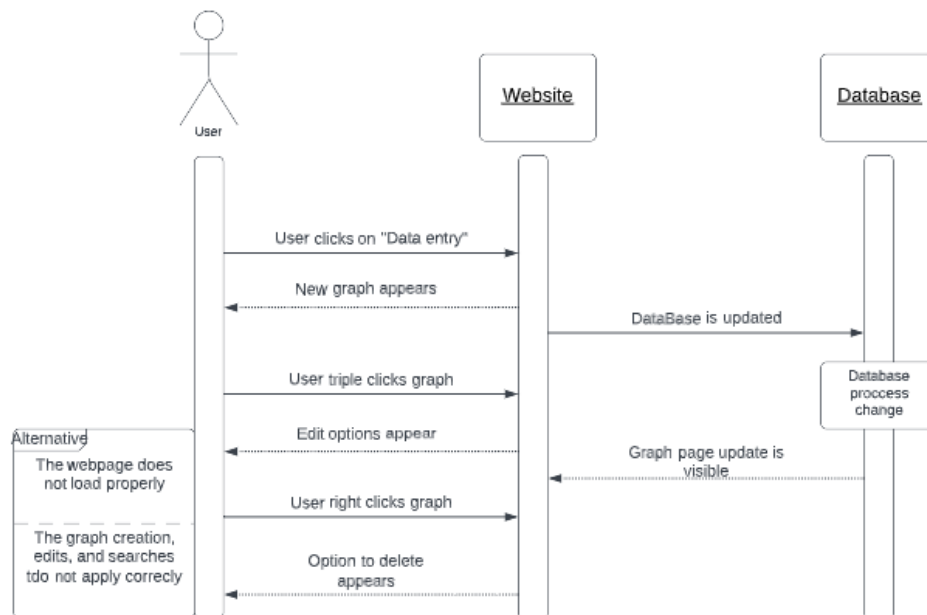 User
Website
Database
User clicks on "Data entry"
New graph appears
DataBase is updated
User triple clicks graph
Database
proccess
change
Edit options appear
Graph page update is
visible
Alternative
The webpage does
not load properly
User right clicks graph
The graph creation,
edits, and searches
tdo not apply correcly
Option to delete
appears